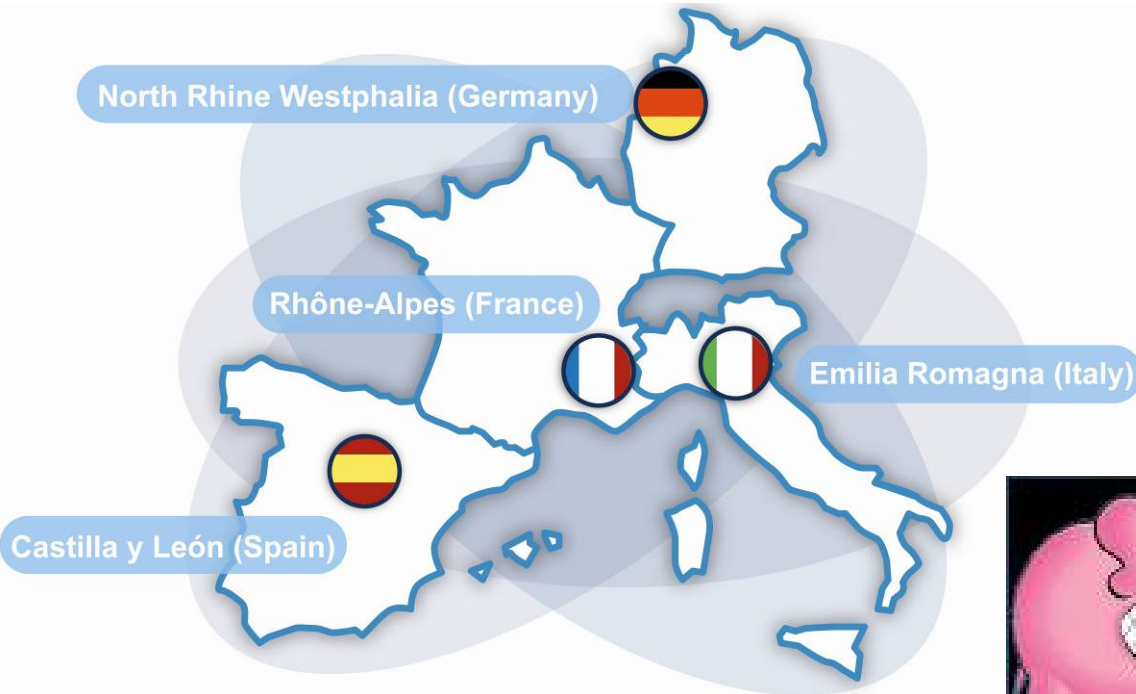 North Rhine Westphalia (Germany)
Rhône-Alpes (France)
Emilia Romagna (Italy)
Castilla y León (Spain)